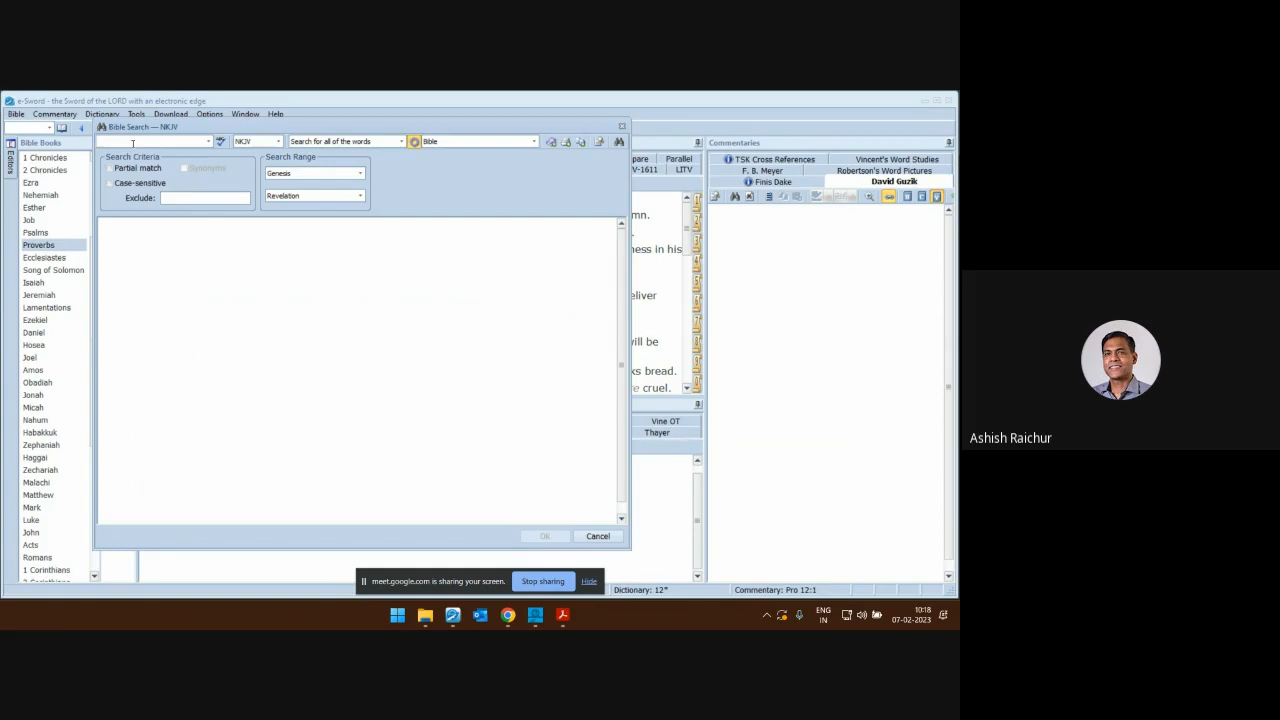 e-Sword - the Sword of the LORD with an electronic edge
Bible Commentary Dictionary Tools Download Options Window Help
Bible Search — NKJV
NKJV Search for all of the words Bible
Search Criteria
Partial match Synonyms
Case-sensitive
Exclude:
Search Range
Genesis
Revelation
Editors
Bible Books
1 Chronicles
2 Chronicles
Ezra
Nehemiah
Esther
Job
Psalms
Proverbs
Ecclesiastes
Song of Solomon
Isaiah
Jeremiah
Lamentations
Ezekiel
Daniel
Hosea
Joel
Amos
Obadiah
Jonah
Micah
Nahum
Habakkuk
Zephaniah
Haggai
Zechariah
Malachi
Matthew
Mark
Luke
John
Acts
Romans
1 Corinthians
2 Corinthians
OK Cancel
pare Parallel
V-1611 LITV
mn.
ness in his
eliver
will be
ks bread.
re cruel.
Vine OT
Thayer
Commentaries
TSK Cross References Vincent's Word Studies
F. B. Meyer Robertson's Word Pictures
Finis Dake David Guzik
meet.google.com is sharing your screen. Stop sharing Hide
Dictionary: 12* Commentary: Pro 12:1
ENG
IN
10:18
07-02-2023
Ashish Raichur